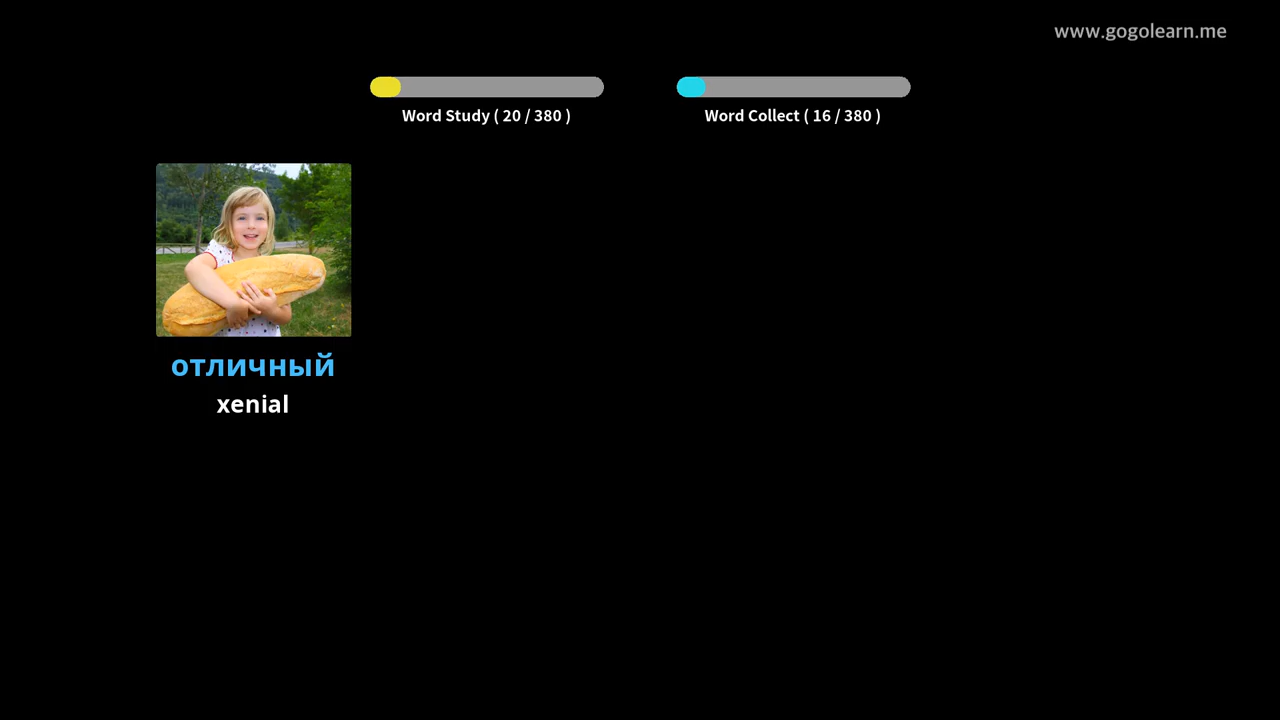 www.gogolearn.me
Word Study ( 20 / 380 )
Word Collect ( 16 / 380 )
отличный
xenial